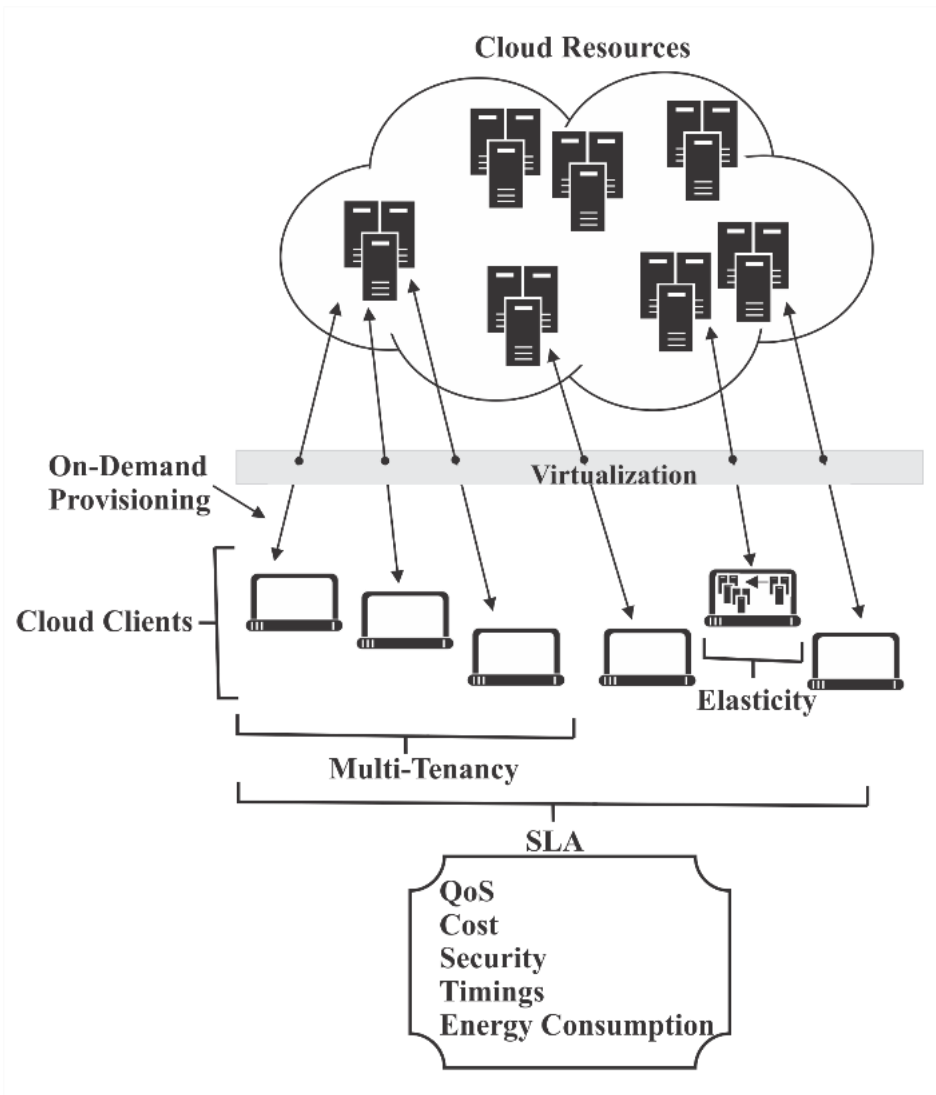 Cloud Resources
On-Demand
Provisioning
Virtualization
Cloud Clients
Elasticity
Multi-Tenancy
SLA
QoS
Cost
Security
Timings
Energy Consumption